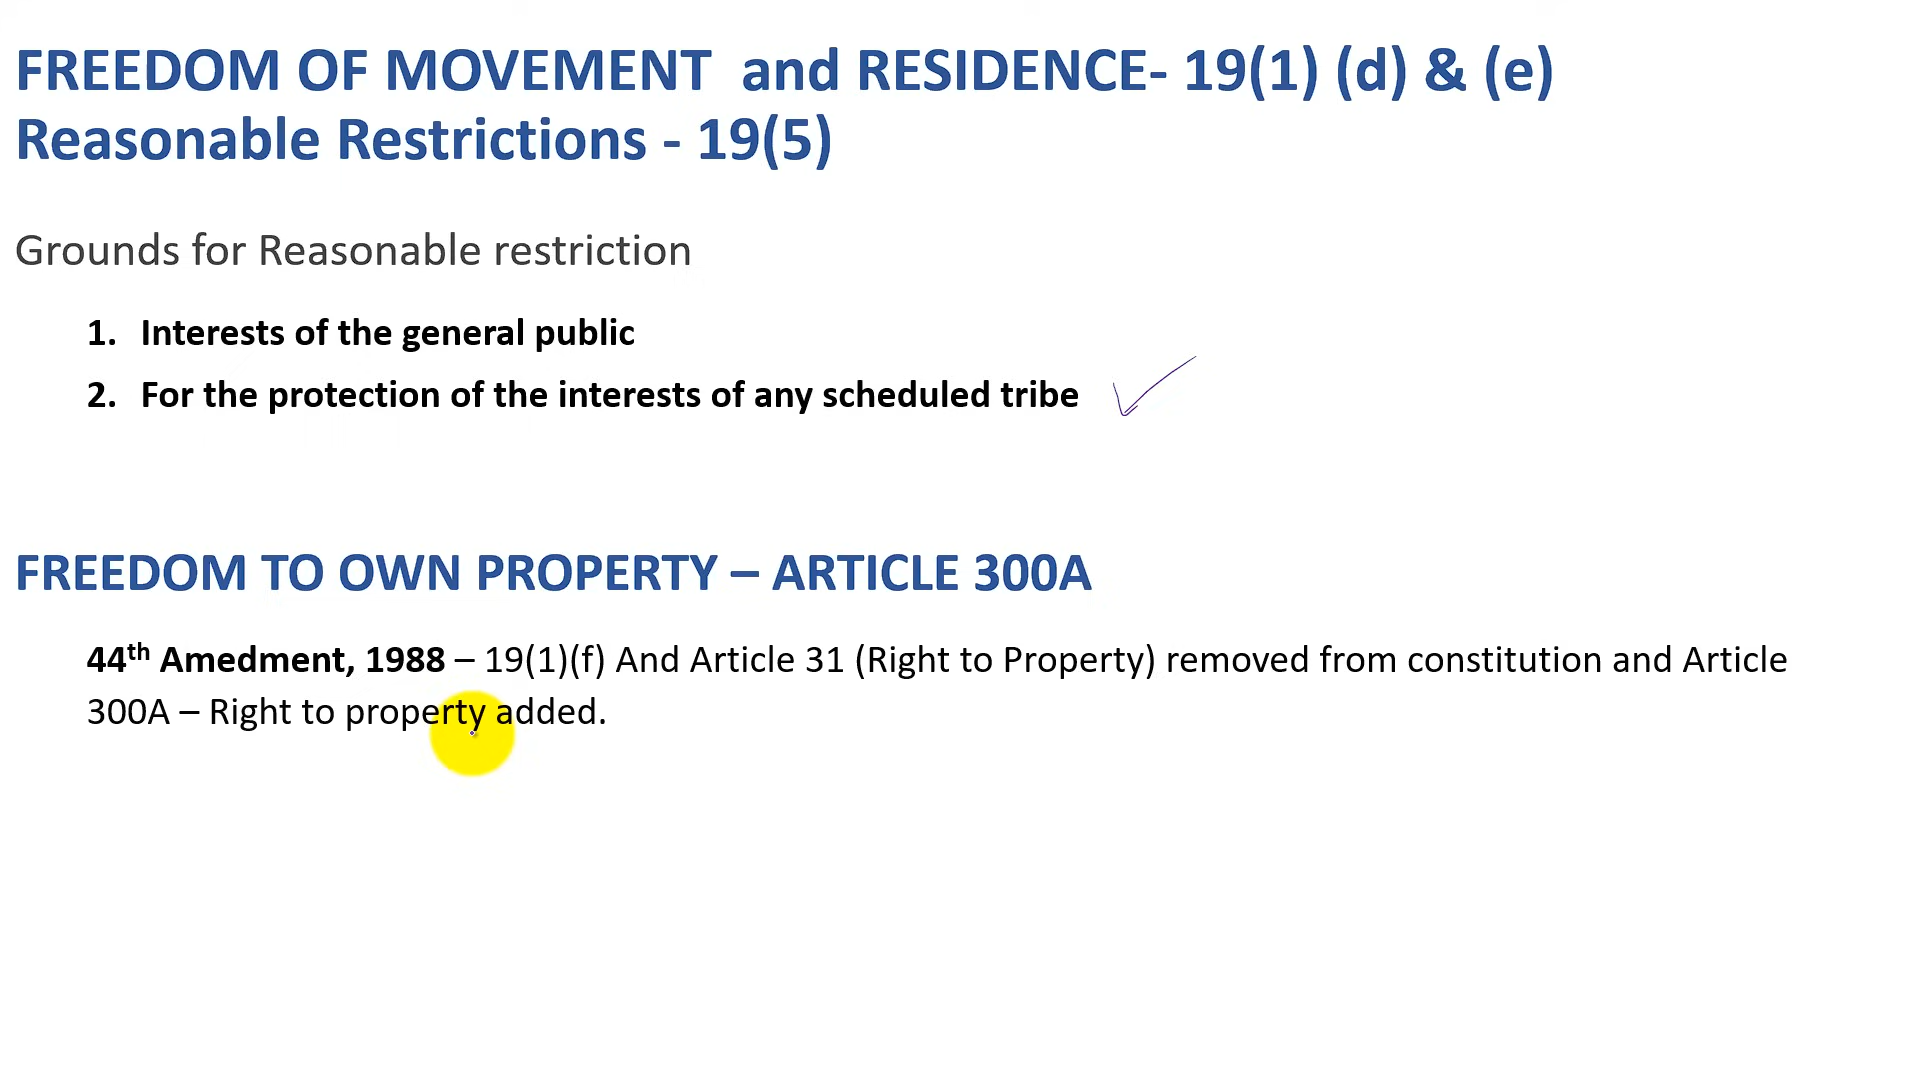 FREEDOM OF MOVEMENT and RESIDENCE- 19(1) (d) & (e)
Reasonable Restrictions - 19(5)
Grounds for Reasonable restriction
1. Interests of the general public
2. For the protection of the interests of any scheduled tribe
FREEDOM TO OWN PROPERTY – ARTICLE 300A
44th Amedment, 1988 – 19(1)(f) And Article 31 (Right to Property) removed from constitution and Article
300A – Right to property added.